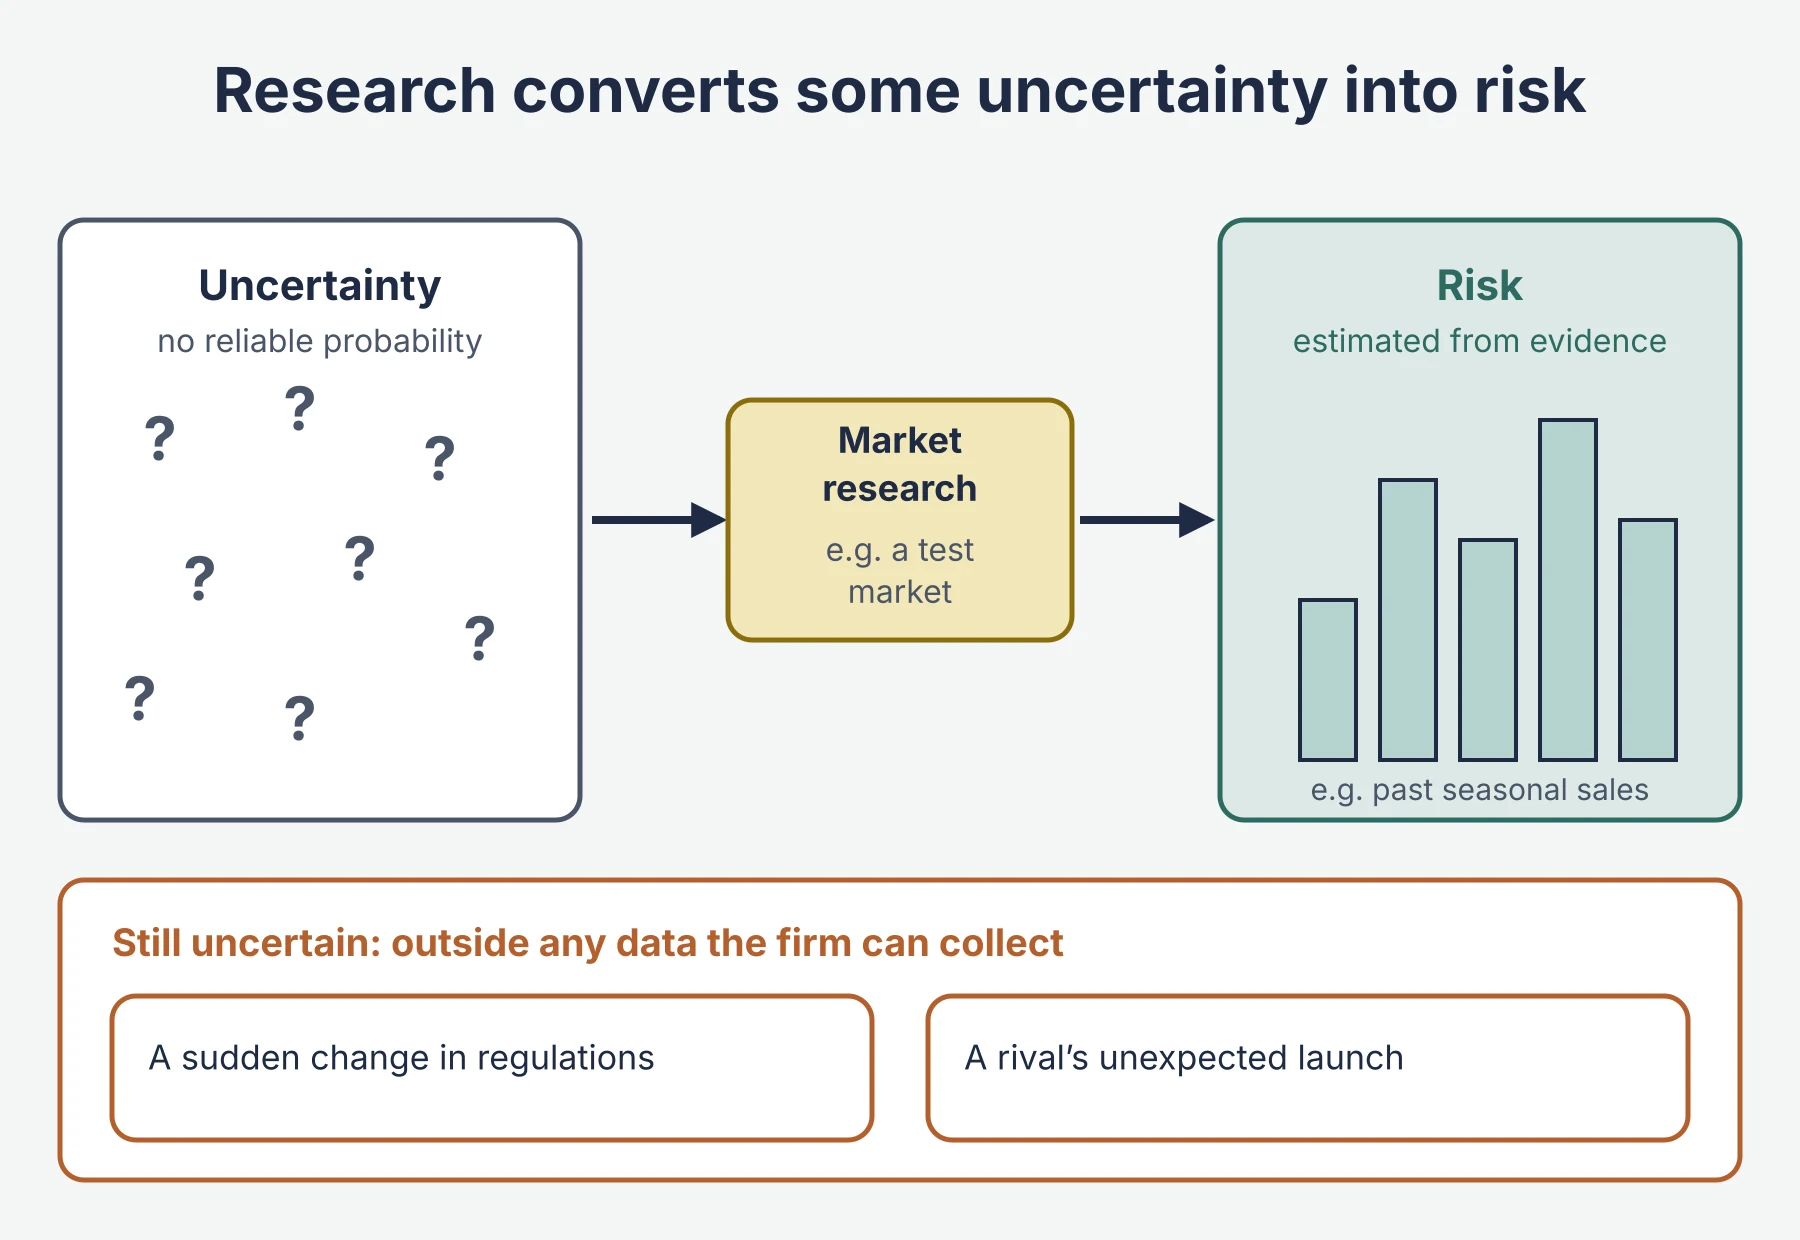 Research converts some uncertainty into risk
Uncertainty
no reliable probability
?
?
?
?
?
?
?
?
Market
research
e.g. a test
market
Risk
estimated from evidence
e.g. past seasonal sales
Still uncertain: outside any data the firm can collect
A sudden change in regulations
A rival’s unexpected launch